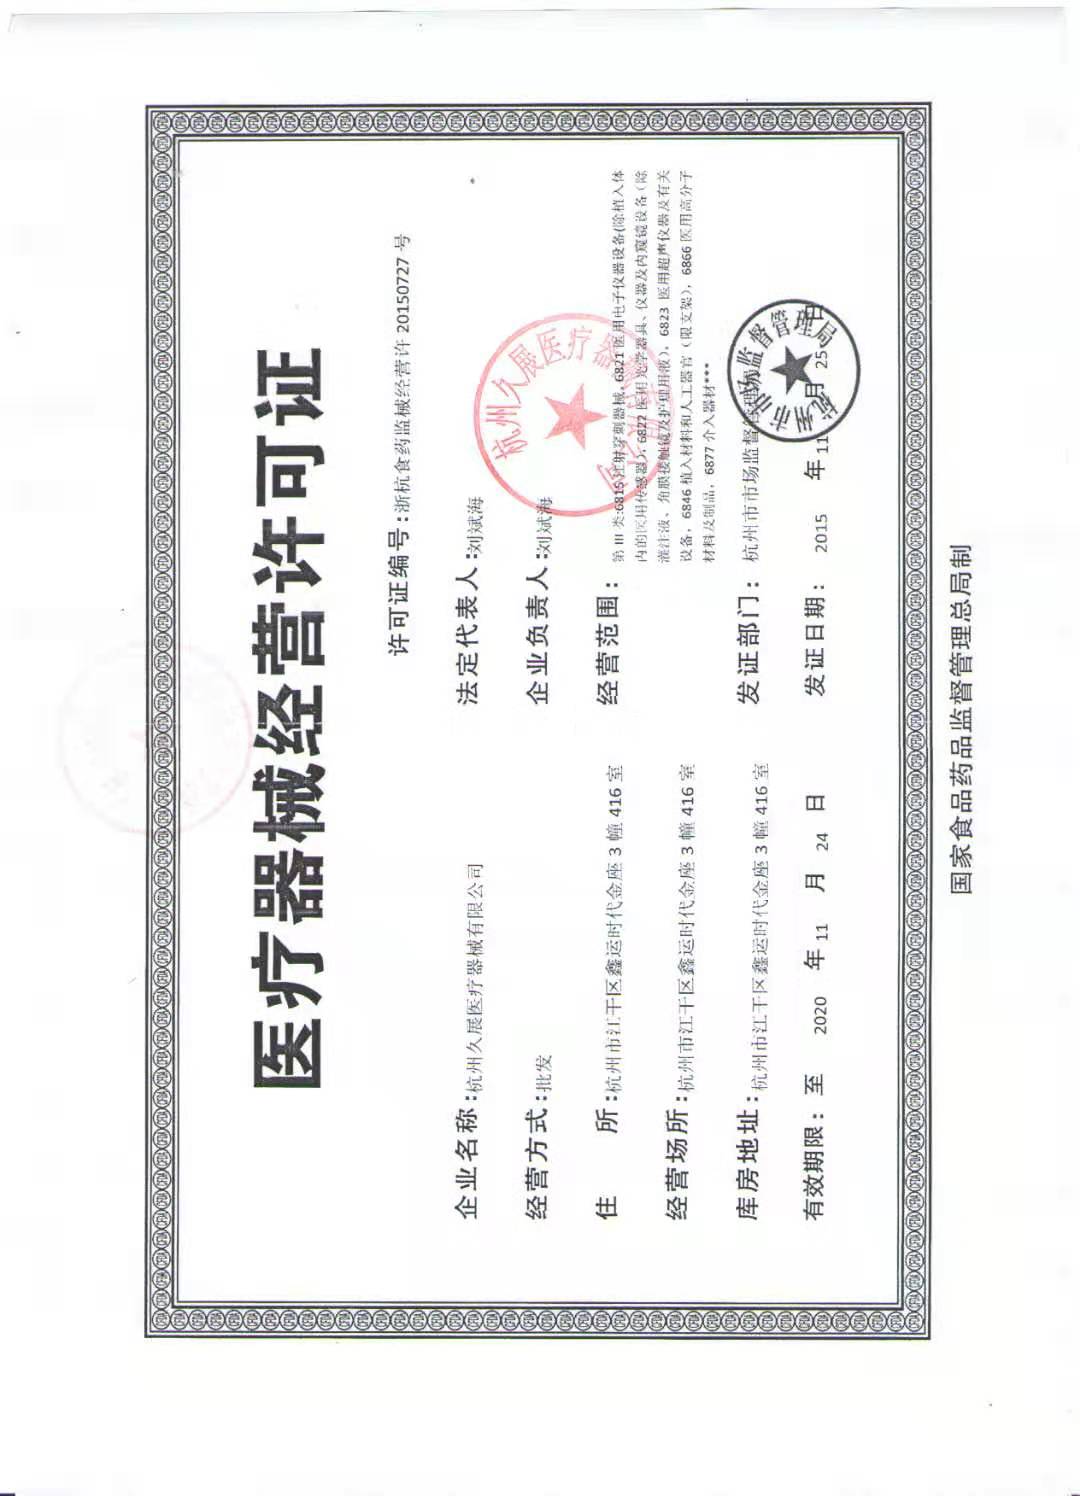 医疗器械经营许可证
许可证编号:浙杭食药监械经营许 20150727 号
企业名称:杭州久展医疗器械有限公司
法定代表人:刘斌海
经营方式:批发
企业负责人:刘斌海
住 所:杭州市江干区鑫运时代金座 3 幢 416 室
经营范围:
第 III 类:6815 注射穿刺器械, 6821 医用电子仪器设备(除植入体
内的医用传感器), 6822 医用光学器具、仪器及内窥镜设备(除
灌注液、角膜接触镜及护理用液), 6823 医用超声仪器及有关
设备, 6846 植入材料和人工器官(限支架), 6866 医用高分子
材料及制品, 6877 介入器材***
经营场所:杭州市江干区鑫运时代金座 3 幢 416 室
库房地址:杭州市江干区鑫运时代金座 3 幢 416 室
发证部门:杭州市市场监督管理局
有效期限:至 2020 年 11 月 24 日
发证日期:2015 年 11 月 25 日
杭州久展医疗器械有限公司
杭州市市场监督管理局
国家食品药品监督管理总局制